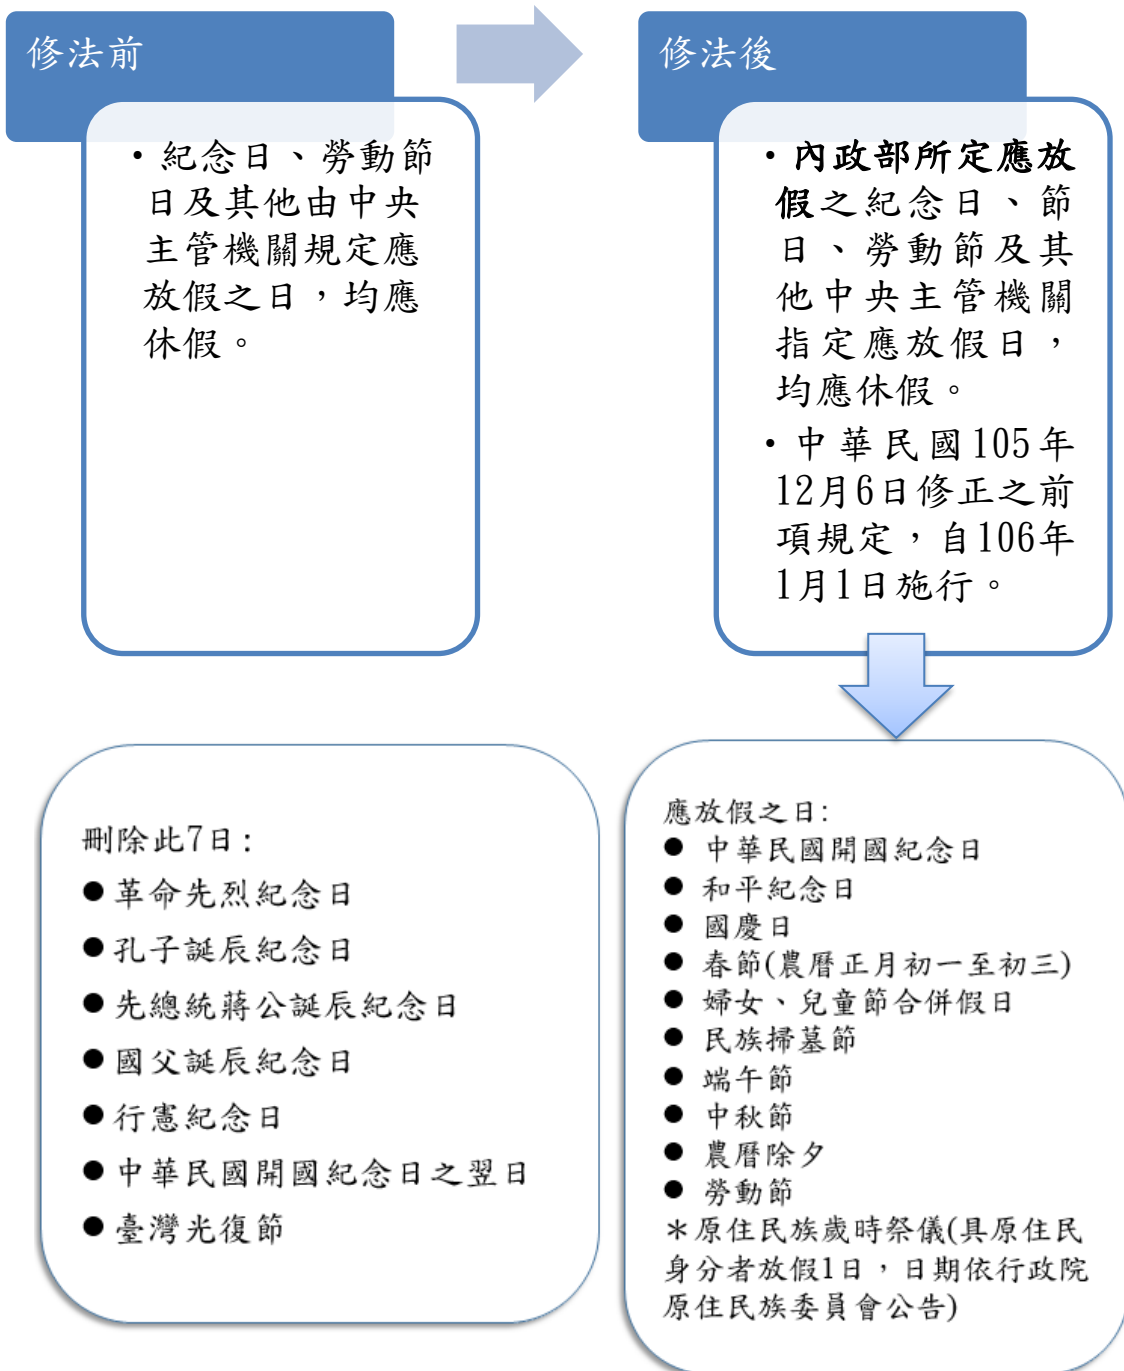 修法前
・紀念日、勞動節
日及其他由中央
主管機關規定應
放假之日，均應
休假。
修法後
・內政部所定應放
假之紀念日、節
日、勞動節及其
他中央主管機關
指定應放假日，
均應休假。
・中華民國105年
12月6日修正之前
項規定，自106年
1月1日施行。
刪除此7日:
●革命先烈紀念日
●孔子誕辰紀念日
●先總統蔣公誕辰紀念日
●國父誕辰紀念日
●行憲紀念日
●中華民國開國紀念日之翌日
●臺灣光復節
應放假之日:
● 中華民國開國紀念日
● 和平紀念日
● 國慶日
● 春節(農曆正月初一至初三)
● 婦女、兒童節合併假日
● 民族掃墓節
● 端午節
● 中秋節
● 農曆除夕
● 勞動節
＊原住民族歲時祭儀(具原住民
身分者放假1日，日期依行政院
原住民族委員會公告)